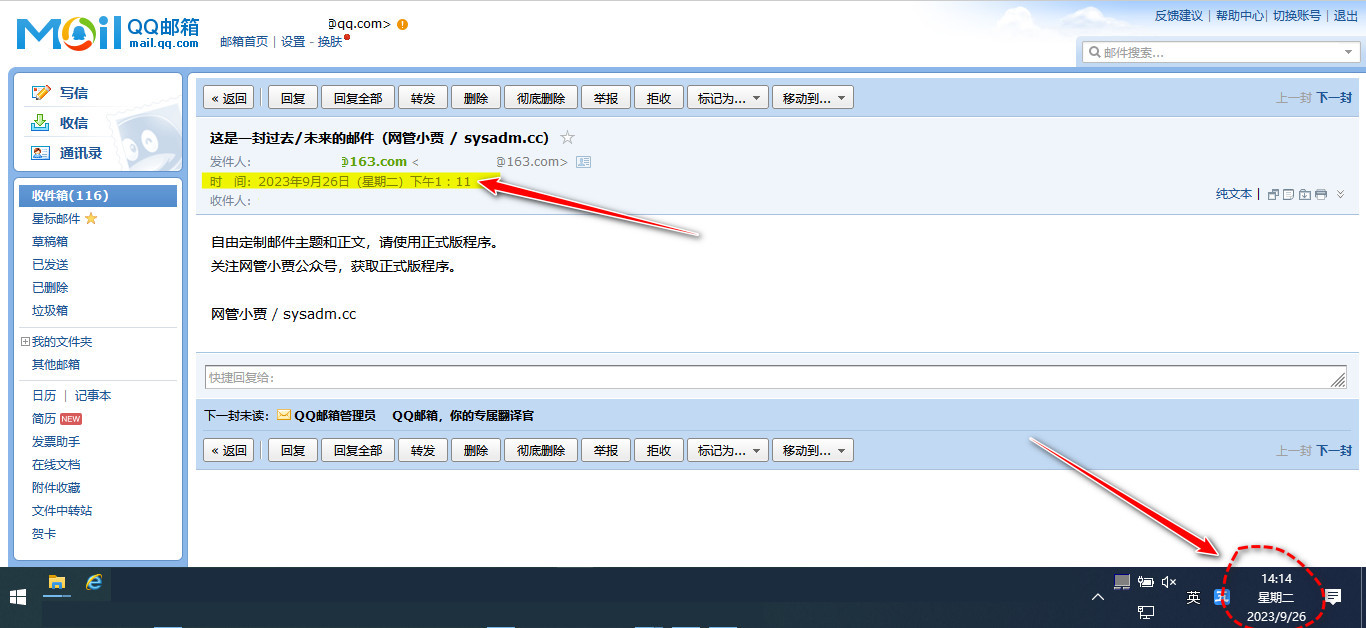 Mail QQ邮箱 mail.qq.com
@qq.com>
邮箱首页 | 设置 - 换肤
反馈建议 | 帮助中心 | 切换账号 | 退出
邮件搜索...
写信
收信
通讯录
收件箱(116)
星标邮件
草稿箱
已发送
已删除
垃圾箱
我的文件夹
其他邮箱
日历 | 记事本
简历 NEW
发票助手
在线文档
附件收藏
文件中转站
贺卡
« 返回 回复 回复全部 转发 删除 彻底删除 举报 拒收 标记为... 移动到... 上一封 下一封
这是一封过去/未来的邮件（网管小贾 / sysadm.cc）
发件人： @163.com < @163.com>
时 间：2023年9月26日（星期二）下午1：11
收件人：
纯文本 |
自由定制邮件主题和正文，请使用正式版程序。
关注网管小贾公众号，获取正式版程序。
网管小贾 / sysadm.cc
快捷回复给：
下一封未读： QQ邮箱管理员 QQ邮箱，你的专属翻译官
« 返回 回复 回复全部 转发 删除 彻底删除 举报 拒收 标记为... 移动到... 上一封 下一封
英
14:14
星期二
2023/9/26